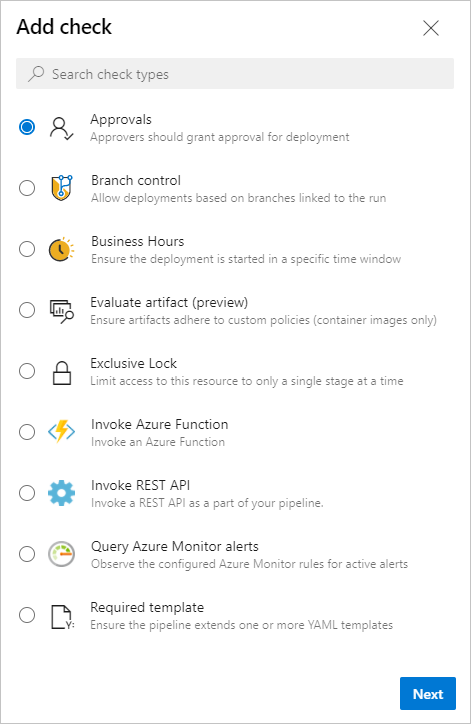 Add check
Search check types
Approvals
Approvers should grant approval for deployment
Branch control
Allow deployments based on branches linked to the run
Business Hours
Ensure the deployment is started in a specific time window
Evaluate artifact (preview)
Ensure artifacts adhere to custom policies (container images only)
Exclusive Lock
Limit access to this resource to only a single stage at a time
Invoke Azure Function
Invoke an Azure Function
Invoke REST API
Invoke a REST API as a part of your pipeline.
Query Azure Monitor alerts
Observe the configured Azure Monitor rules for active alerts
Y:
Required template
Ensure the pipeline extends one or more YAML templates
Next